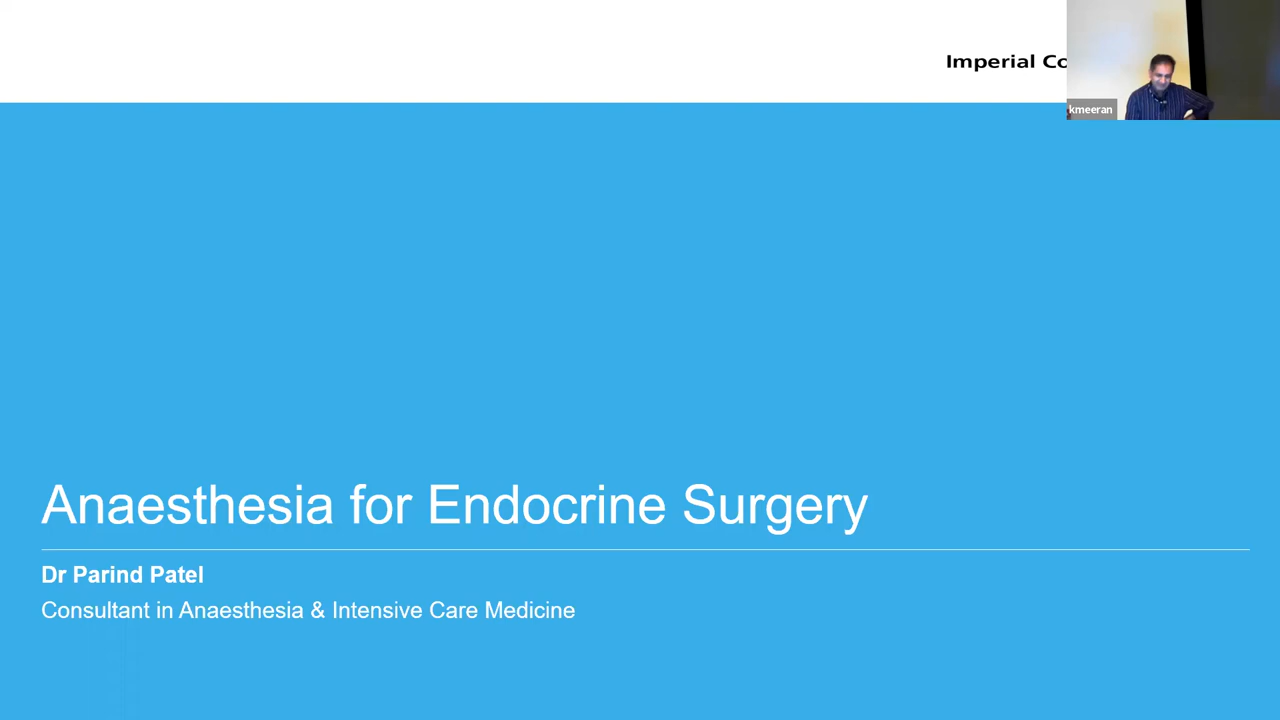 Imperial Co
kmeeran
Anaesthesia for Endocrine Surgery
Dr Parind Patel
Consultant in Anaesthesia & Intensive Care Medicine